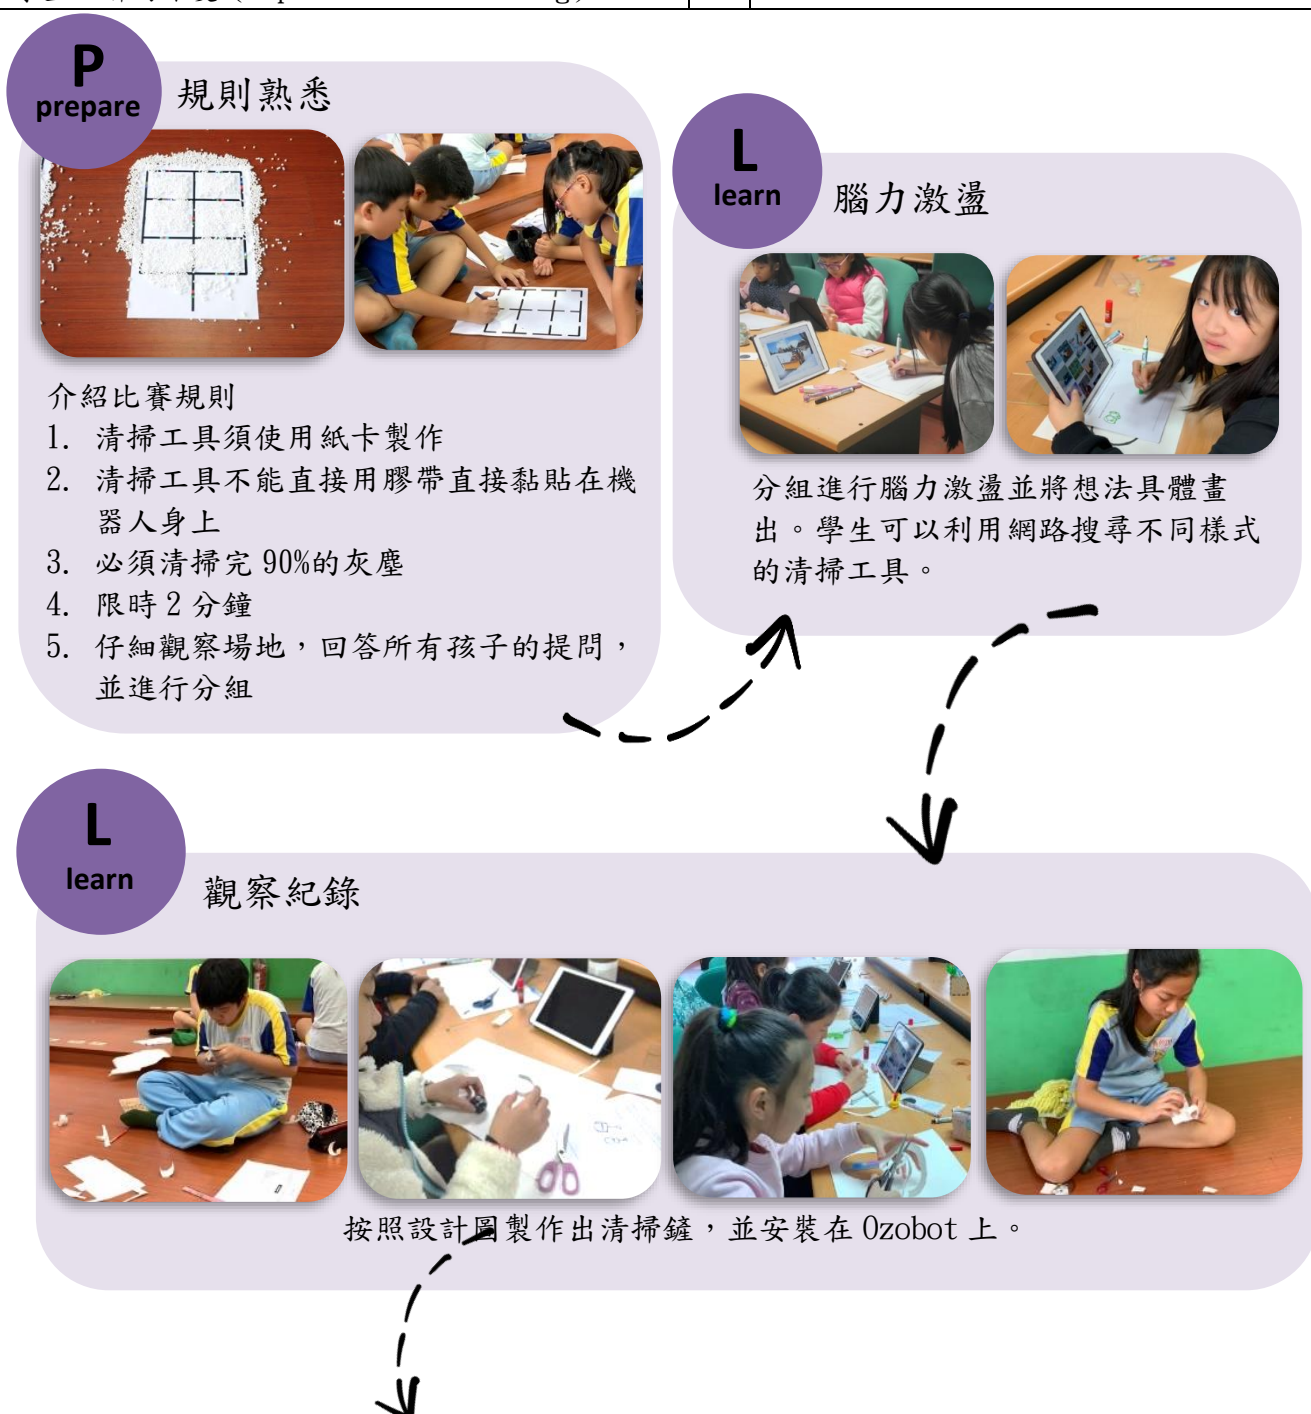 P
prepare
規則熟悉
介紹比賽規則
1. 清掃工具須使用紙卡製作
2. 清掃工具不能直接用膠帶直接黏貼在機
器人身上
3. 必須清掃完 90%的灰塵
4. 限時 2 分鐘
5. 仔細觀察場地，回答所有孩子的提問，
並進行分組
L
learn
腦力激盪
分組進行腦力激盪並將想法具體畫
出。學生可以利用網路搜尋不同樣式
的清掃工具。
L
learn
觀察紀錄
按照設計圖製作出清掃鏟，並安裝在 Ozobot 上。